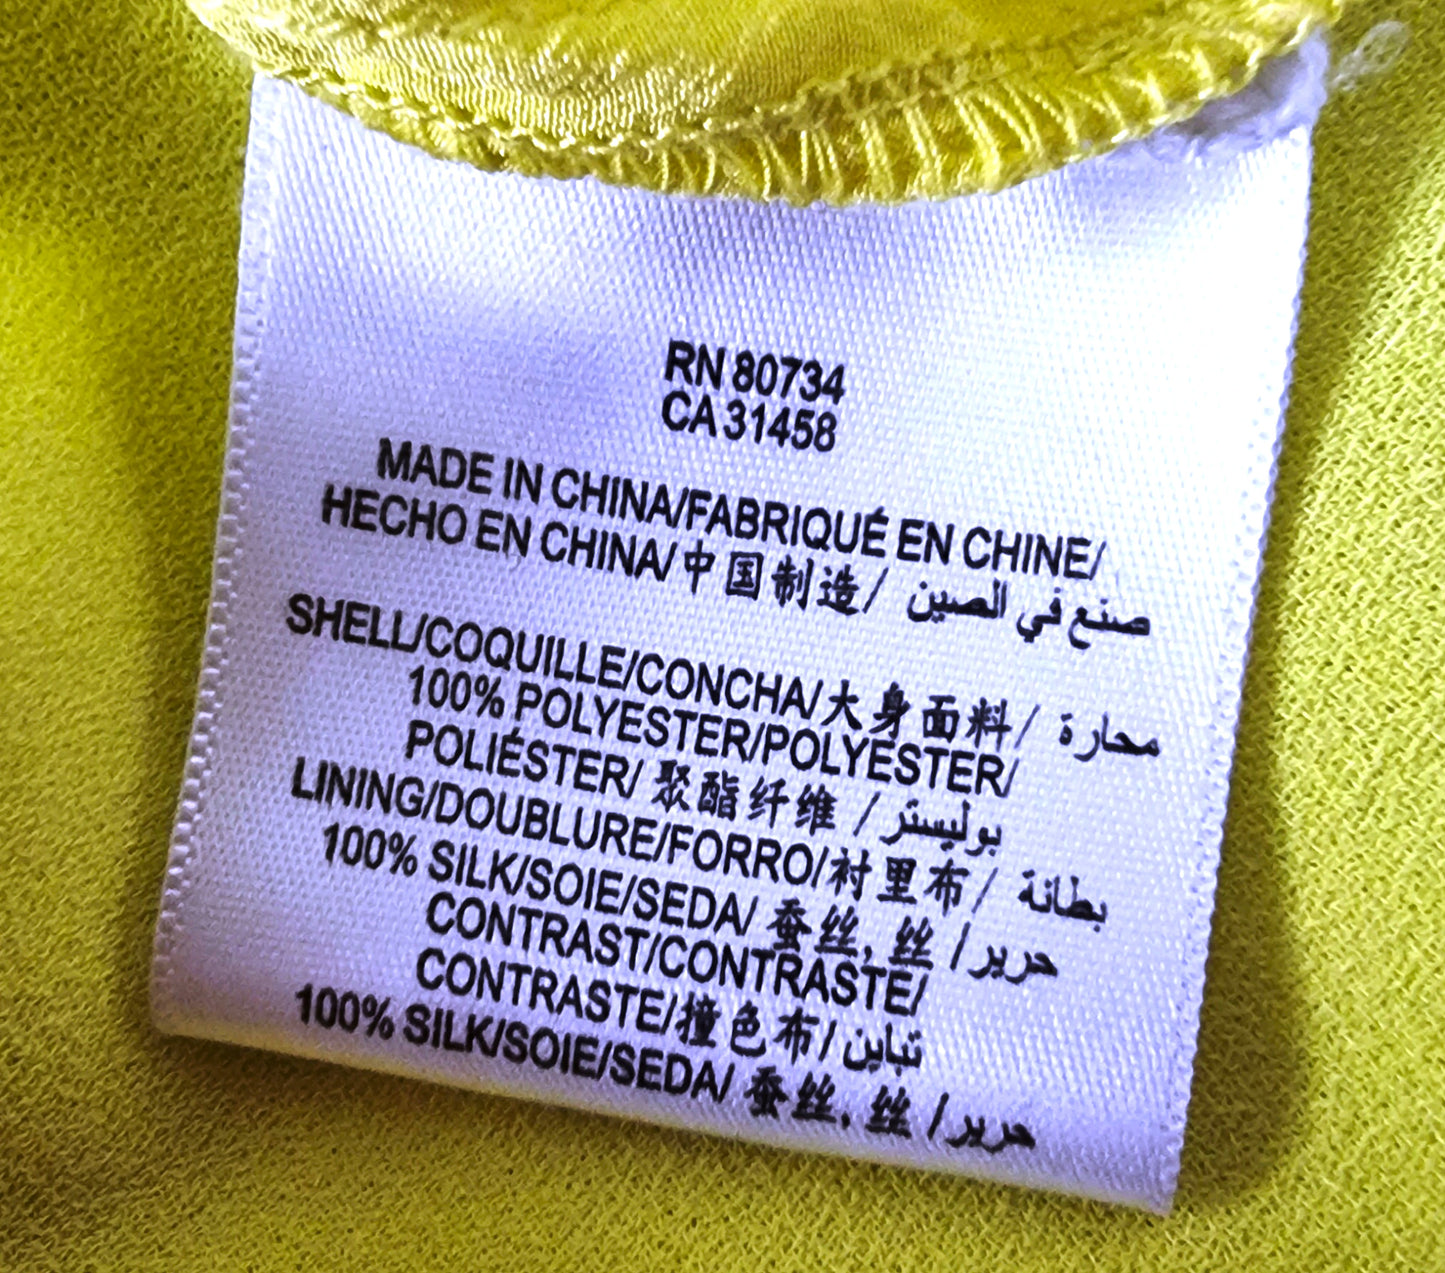 RN 80734
CA 31458
MADE IN CHINA/FABRIQUÉ EN CHINE/
HECHO EN CHINA/中国制造/ صنع في الصين
SHELL/COQUILLE/CONCHA/大身面料/ محارة
100% POLYESTER/POLYESTER/
POLIÉSTER/ 聚酯纤维 / بوليستر
LINING/DOUBLURE/FORRO/衬里布/ بطانة
100% SILK/SOIE/SEDA/ 蚕丝, 丝 / حرير
CONTRAST/CONTRASTE/
CONTRASTE/撞色布/ تباين
100% SILK/SOIE/SEDA/ 蚕丝, 丝 / حرير